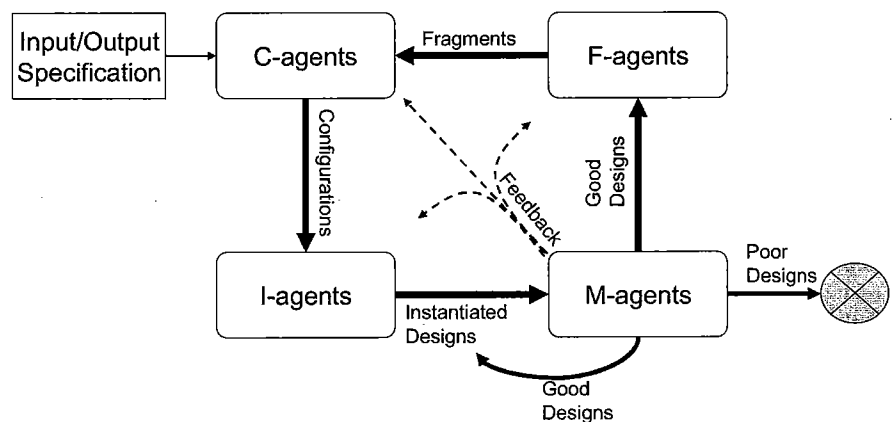 Input/Output
Specification
C-agents
Fragments
F-agents
Configurations
Feedback
Good
Designs
I-agents
Instantiated
Designs
M-agents
Poor
Designs
Good
Designs